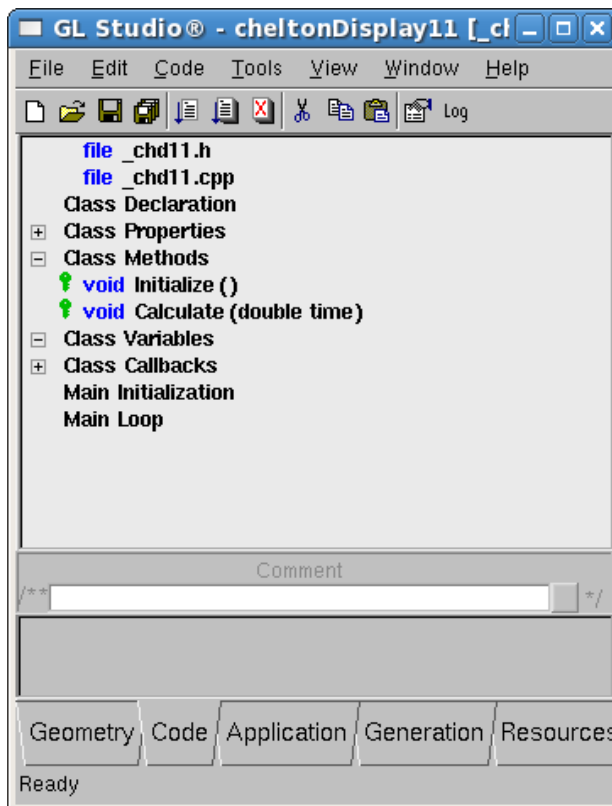 GL Studio® - cheltonDisplay11 [_ch
File Edit Code Tools View Window Help
Log
file _chd11.h
file _chd11.cpp
Class Declaration
Class Properties
Class Methods
void Initialize ()
void Calculate (double time)
Class Variables
Class Callbacks
Main Initialization
Main Loop
Comment
/** */
Geometry Code Application Generation Resources
Ready